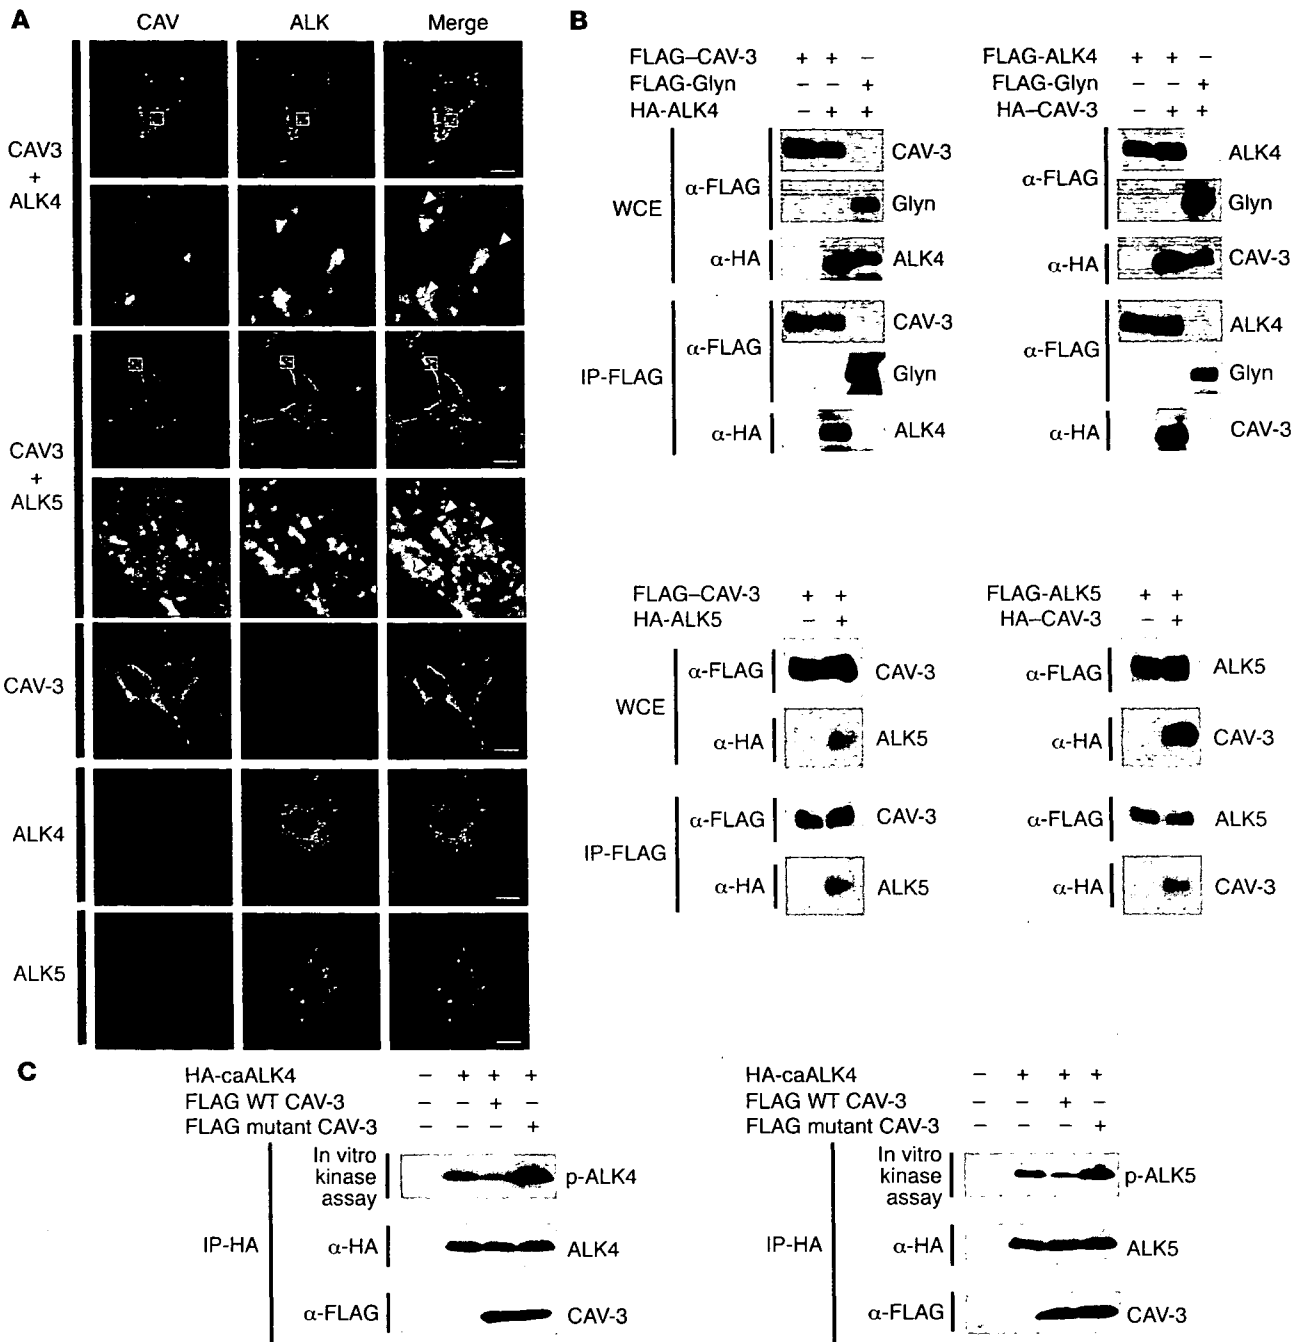 A
CAV ALK Merge
CAV3
+
ALK4
CAV3
+
ALK5
CAV-3
ALK4
ALK5
B
FLAG–CAV-3 + + –
FLAG-Glyn – – +
HA-ALK4 – + +
WCE
α-FLAG
CAV-3
Glyn
α-HA ALK4
IP-FLAG
α-FLAG
CAV-3
Glyn
α-HA ALK4
FLAG-ALK4 + + –
FLAG-Glyn – – +
HA–CAV-3 – + +
α-FLAG
ALK4
Glyn
α-HA CAV-3
α-FLAG
ALK4
Glyn
α-HA CAV-3
FLAG–CAV-3 + +
HA-ALK5 – +
WCE
α-FLAG CAV-3
α-HA ALK5
IP-FLAG
α-FLAG CAV-3
α-HA ALK5
FLAG-ALK5 + +
HA–CAV-3 – +
α-FLAG ALK5
α-HA CAV-3
α-FLAG ALK5
α-HA CAV-3
C
HA-caALK4 – + + +
FLAG WT CAV-3 – – + –
FLAG mutant CAV-3 – – – +
In vitro
kinase
assay
p-ALK4
IP-HA
α-HA ALK4
α-FLAG CAV-3
HA-caALK4 – + + +
FLAG WT CAV-3 – – + –
FLAG mutant CAV-3 – – – +
In vitro
kinase
assay
p-ALK5
IP-HA
α-HA ALK5
α-FLAG CAV-3